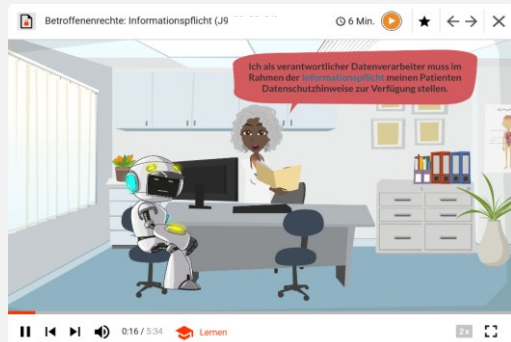 Betroffenenrechte: Informationspflicht (J9
6 Min.
Ich als verantwortlicher Datenverarbeiter muss im
Rahmen der Informationspflicht meinen Patienten
Datenschutzhinweise zur Verfügung stellen.
0:16 / 5:34
Lernen
2x